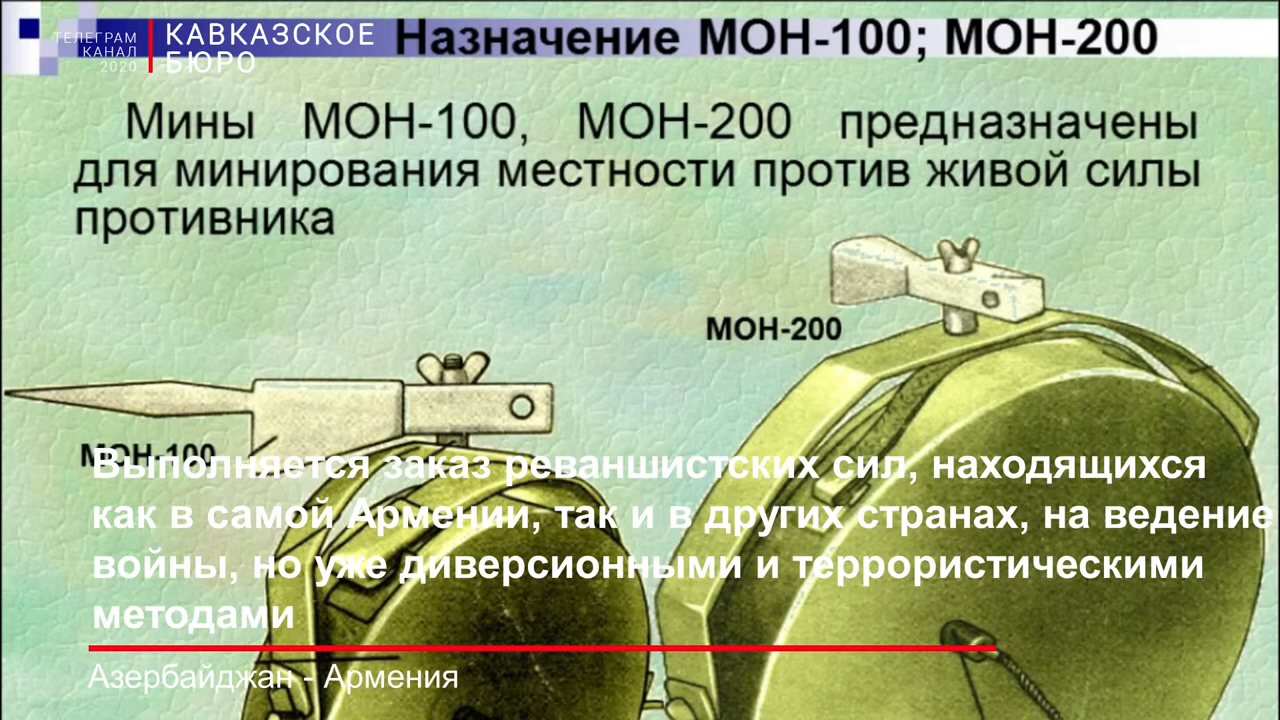 ТЕЛЕГРАМ
КАНАЛ
2020
КАВКАЗСКОЕ
БЮРО
Назначение МОН-100; МОН-200
Мины МОН-100, МОН-200 предназначены
для минирования местности против живой силы
противника
МОН-200
МОН-100
Выполняется заказ реваншистских сил, находящихся
как в самой Армении, так и в других странах, на ведение
войны, но уже диверсионными и террористическими
методами
Азербайджан - Армения